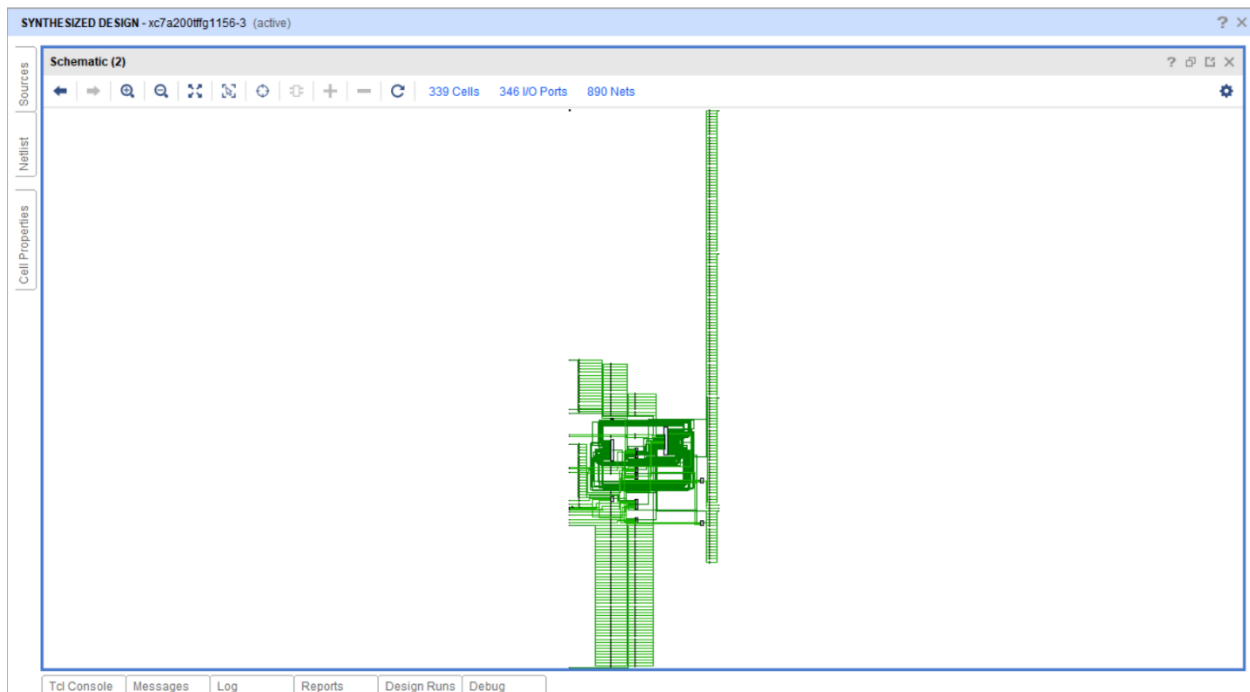 SYNTHESIZED DESIGN - xc7a200tffg1156-3 (active)
Schematic (2)
339 Cells 346 I/O Ports 890 Nets
Sources
Netlist
Cell Properties
Tcl Console Messages Log Reports Design Runs Debug